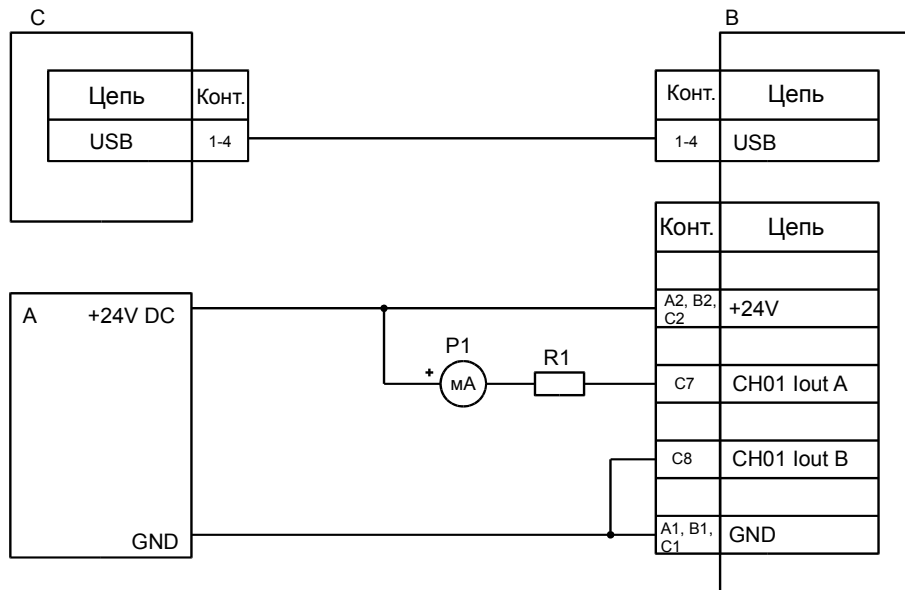 C
B
Цепь Конт.
USB 1-4
Конт. Цепь
1-4 USB
Конт. Цепь
A +24V DC
A2, B2,
C2 +24V
P1
R1
+
мА
C7 CH01 Iout A
C8 CH01 Iout B
GND
A1, B1,
C1 GND